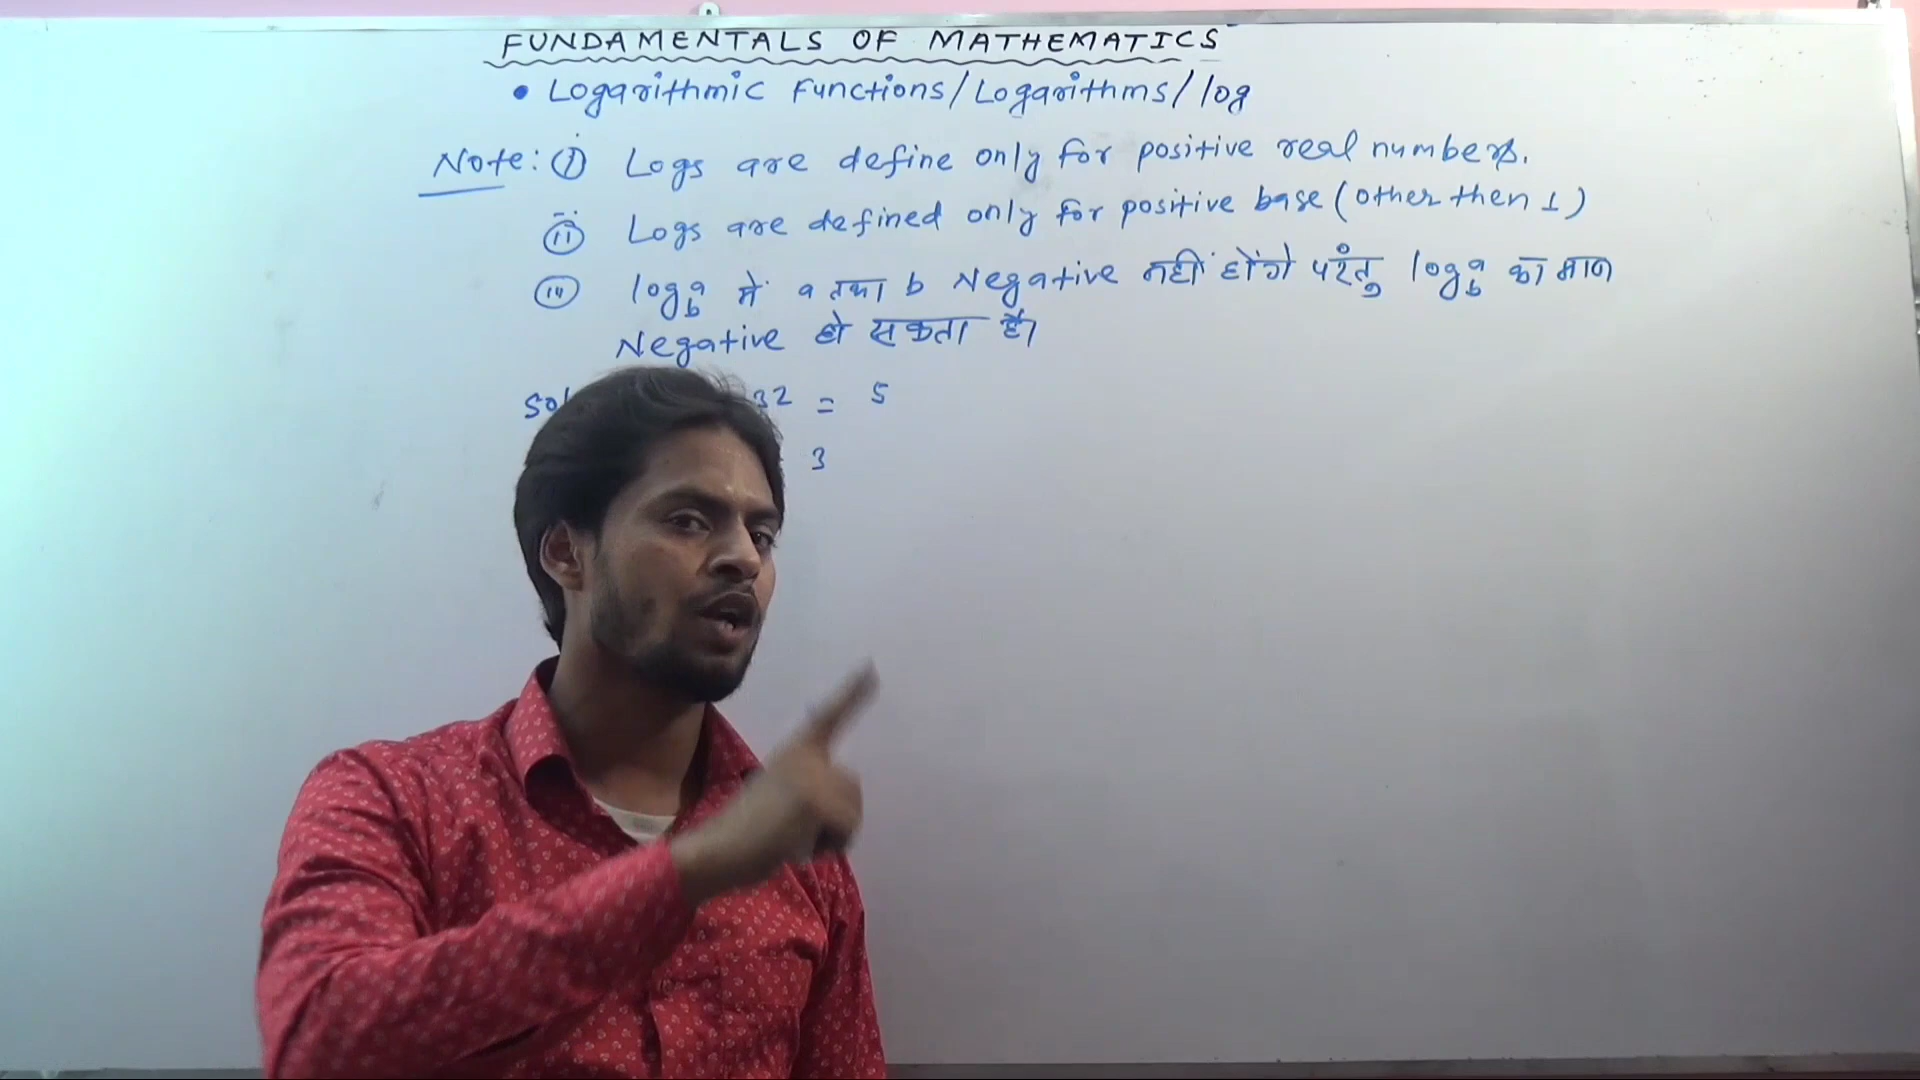 FUNDAMENTALS OF MATHEMATICS
• Logarithmic Functions/Logarithms/log
Note: (i) Logs are define only for positive real numbers.
(ii) Logs are defined only for positive base (other then 1)
(iii) log_b a में a तथा b Negative नहीं होंगे परंतु log_b a का मान
Negative हो सकता है।
Sol 32 = 5
3